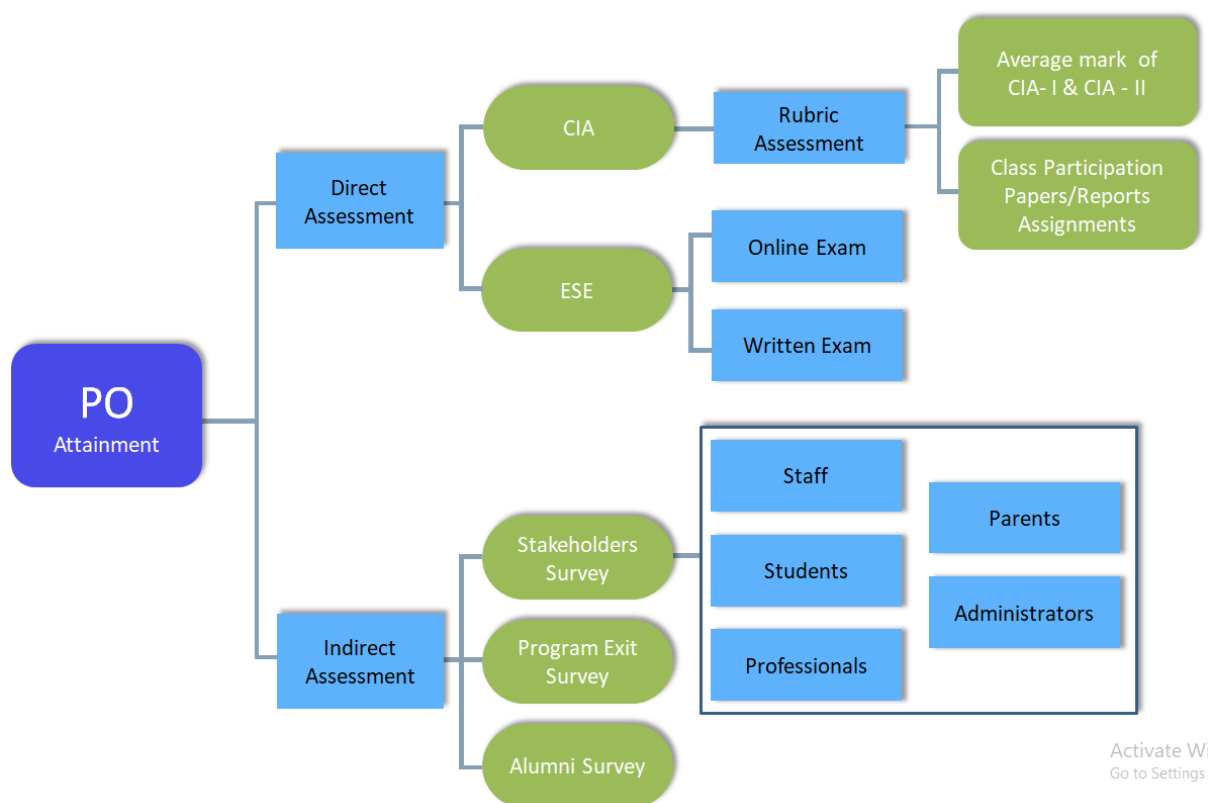 PO
Attainment
Direct
Assessment
CIA
Rubric
Assessment
Average mark of
CIA- I & CIA - II
Class Participation
Papers/Reports
Assignments
ESE
Online Exam
Written Exam
Indirect
Assessment
Stakeholders
Survey
Staff
Students
Professionals
Parents
Administrators
Program Exit
Survey
Alumni Survey
Activate Wi
Go to Settings